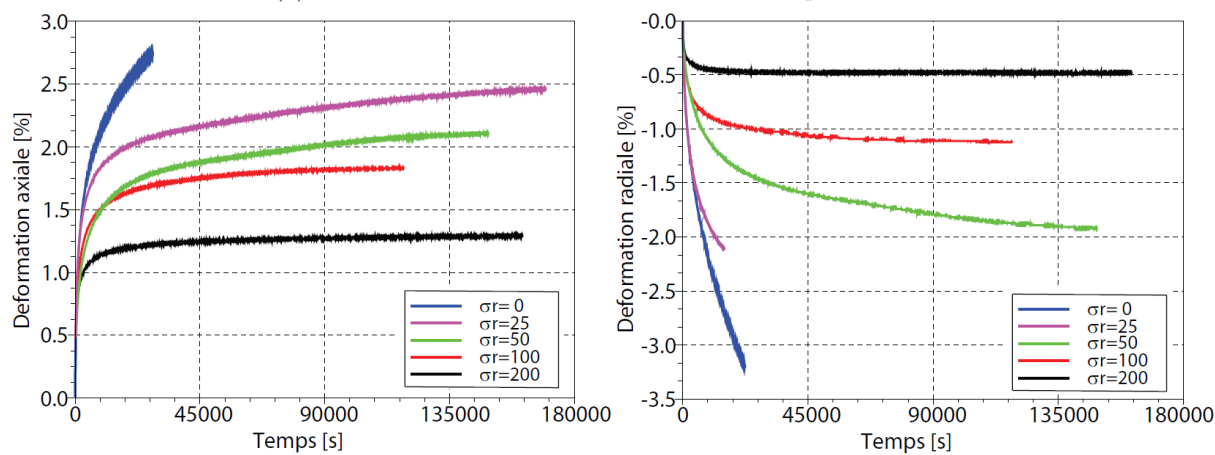 (
)
Deformation axiale [%]
3.0
2.5
2.0
1.5
1.0
0.5
0.0
σr= 0
σr=25
σr=50
σr=100
σr=200
0 45000 90000 135000 180000
Temps [s]
Deformation radiale [%]
-0.0
-0.5
-1.0
-1.5
-2.0
-2.5
-3.0
-3.5
σr= 0
σr=25
σr=50
σr=100
σr=200
0 45000 90000 135000 180000
Temps [s]